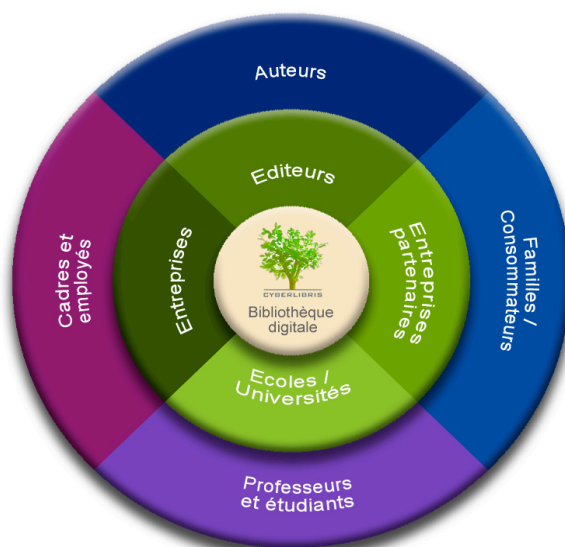 Auteurs
Editeurs
Cadres et
employés
Entreprises
CYBERLIBRIS
Bibliothèque
digitale
Entreprises
partenaires
Familles /
Consommateurs
Ecoles /
Universités
Professeurs
et étudiants